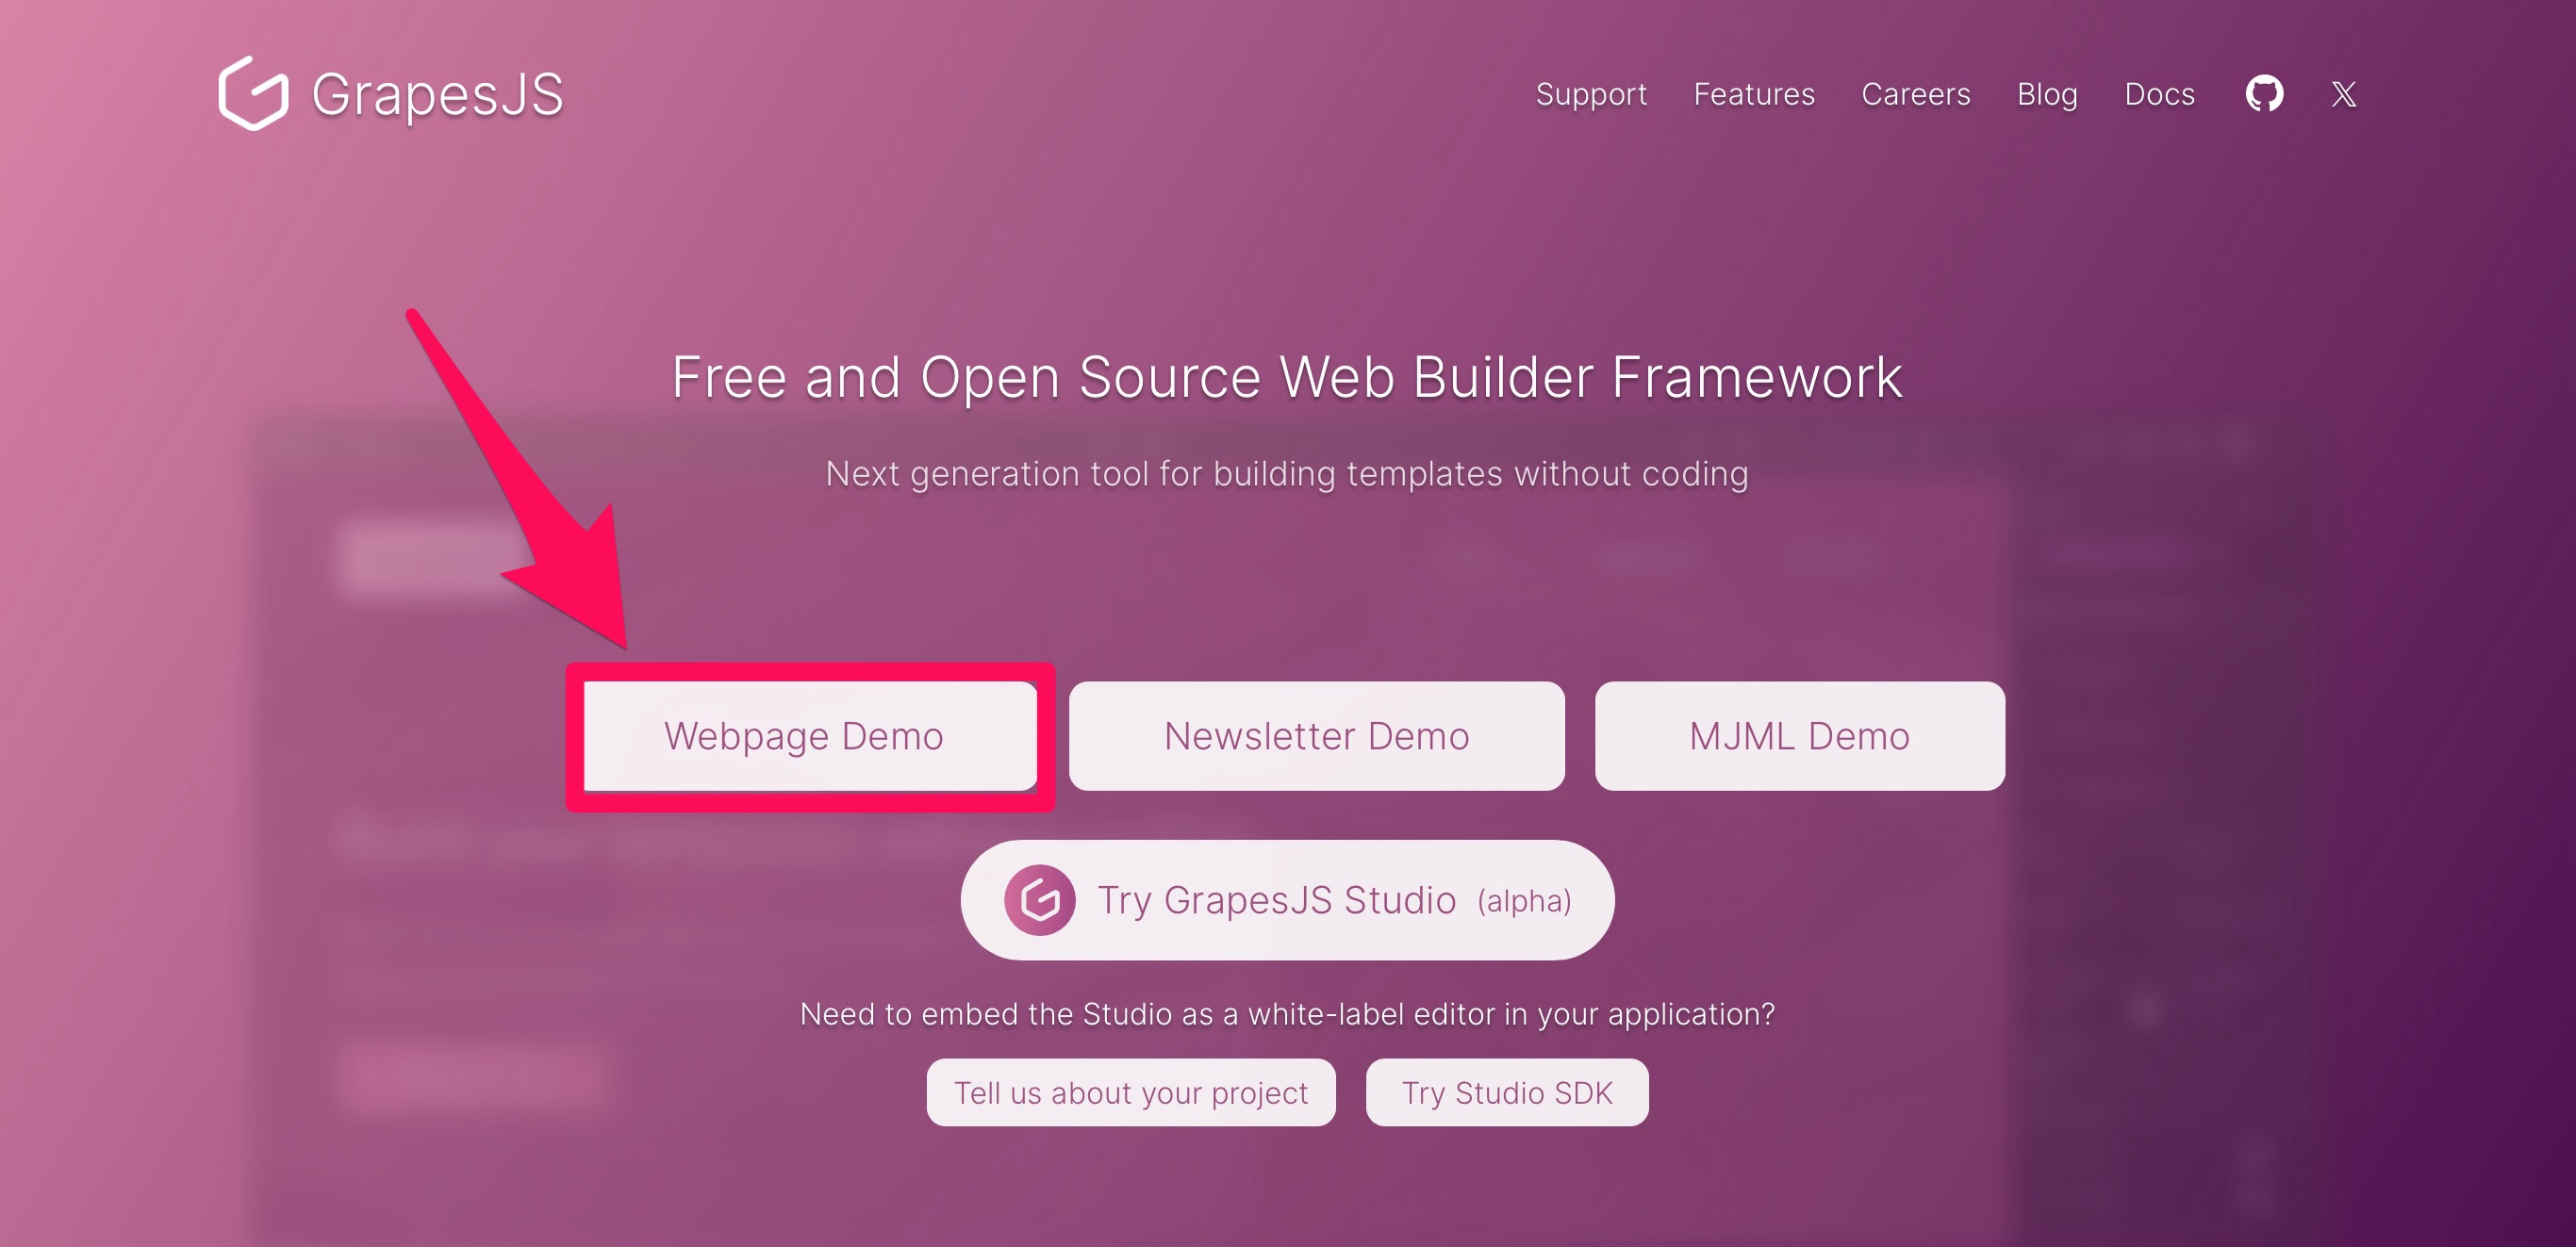 GrapesJS
Support Features Careers Blog Docs
Free and Open Source Web Builder Framework
Next generation tool for building templates without coding
Webpage Demo
Newsletter Demo
MJML Demo
Try GrapesJS Studio (alpha)
Need to embed the Studio as a white-label editor in your application?
Tell us about your project
Try Studio SDK